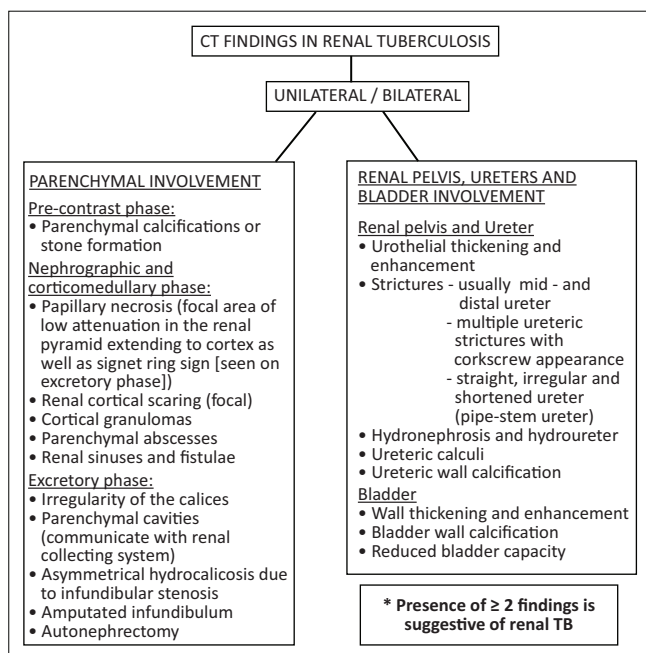 CT FINDINGS IN RENAL TUBERCULOSIS
UNILATERAL / BILATERAL
PARENCHYMAL INVOLVEMENT
Pre-contrast phase:
• Parenchymal calcifications or
stone formation
Nephrographic and
corticomedullary phase:
• Papillary necrosis (focal area of
low attenuation in the renal
pyramid extending to cortex as
well as signet ring sign [seen on
excretory phase])
• Renal cortical scaring (focal)
• Cortical granulomas
• Parenchymal abscesses
• Renal sinuses and fistulae
Excretory phase:
• Irregularity of the calices
• Parenchymal cavities
(communicate with renal
collecting system)
• Asymmetrical hydrocalicosis due
to infundibular stenosis
• Amputated infundibulum
• Autonephrectomy
RENAL PELVIS, URETERS AND
BLADDER INVOLVEMENT
Renal pelvis and Ureter
• Urothelial thickening and
enhancement
• Strictures - usually mid - and
distal ureter
- multiple ureteric
strictures with
corkscrew appearance
- straight, irregular and
shortened ureter
(pipe-stem ureter)
• Hydronephrosis and hydroureter
• Ureteric calculi
• Ureteric wall calcification
Bladder
• Wall thickening and enhancement
• Bladder wall calcification
• Reduced bladder capacity
* Presence of ≥ 2 findings is
suggestive of renal TB